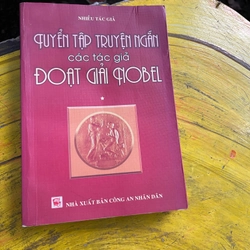 NHIỀU TÁC GIẢ
TUYỂN TẬP TRUYỆN NGẮN
các tác giả
ĐOẠT GIẢI NOBEL
NHÀ XUẤT BẢN CÔNG AN NHÂN DÂN